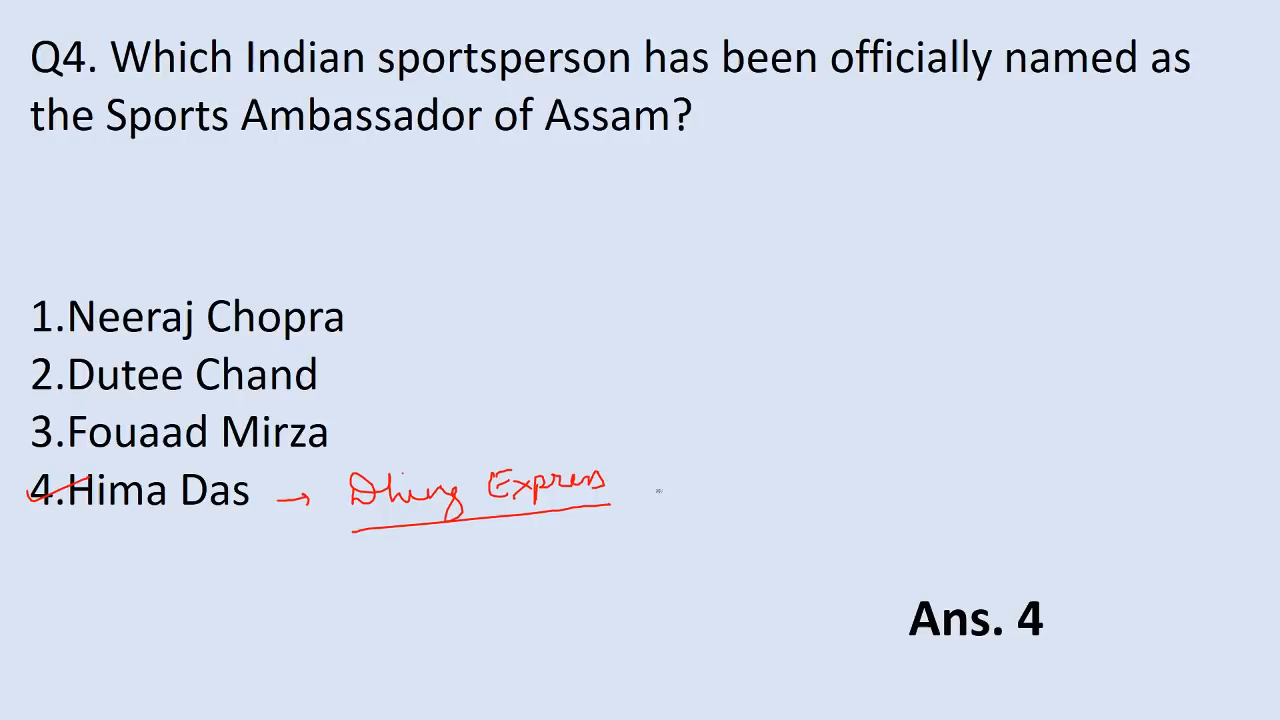 Q4. Which Indian sportsperson has been officially named as
the Sports Ambassador of Assam?
1.Neeraj Chopra
2.Dutee Chand
3.Fouaad Mirza
4.Hima Das → Dhing Express
Ans. 4